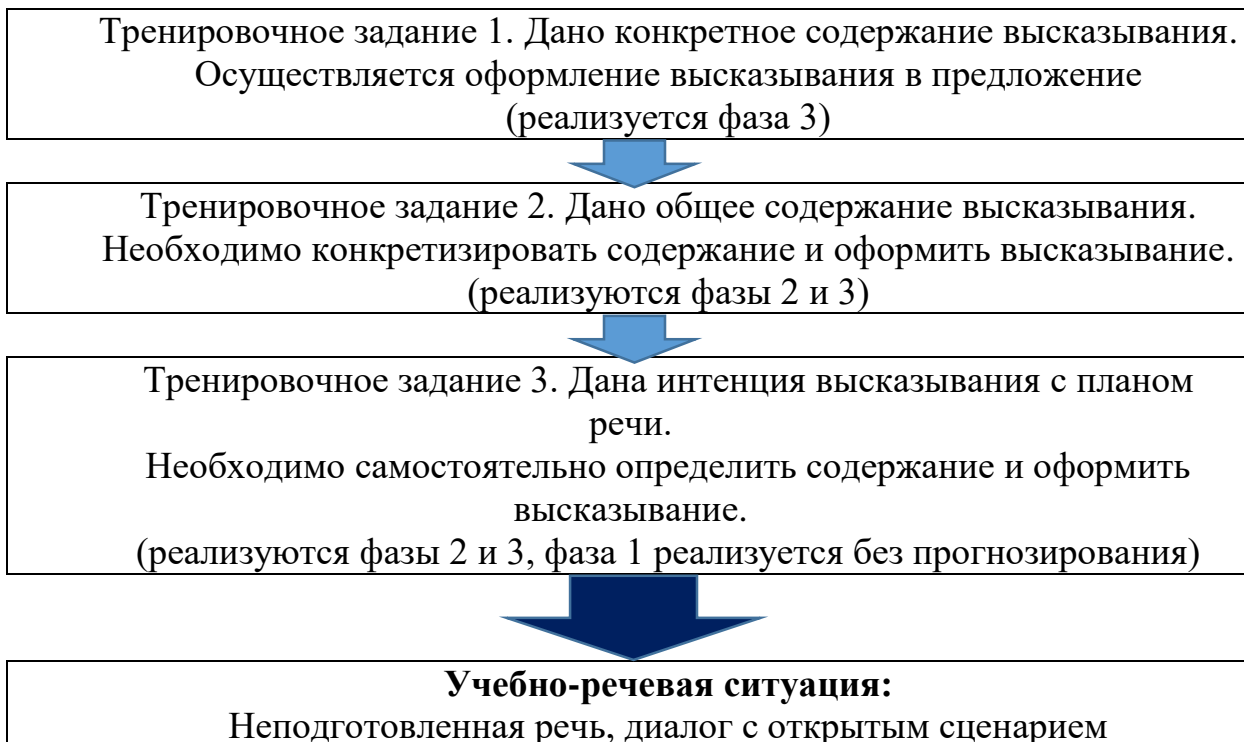 Тренировочное задание 1. Дано конкретное содержание высказывания.
Осуществляется оформление высказывания в предложение
(реализуется фаза 3)
Тренировочное задание 2. Дано общее содержание высказывания.
Необходимо конкретизировать содержание и оформить высказывание.
(реализуются фазы 2 и 3)
Тренировочное задание 3. Дана интенция высказывания с планом
речи.
Необходимо самостоятельно определить содержание и оформить
высказывание.
(реализуются фазы 2 и 3, фаза 1 реализуется без прогнозирования)
Учебно-речевая ситуация:
Неподготовленная речь, диалог с открытым сценарием